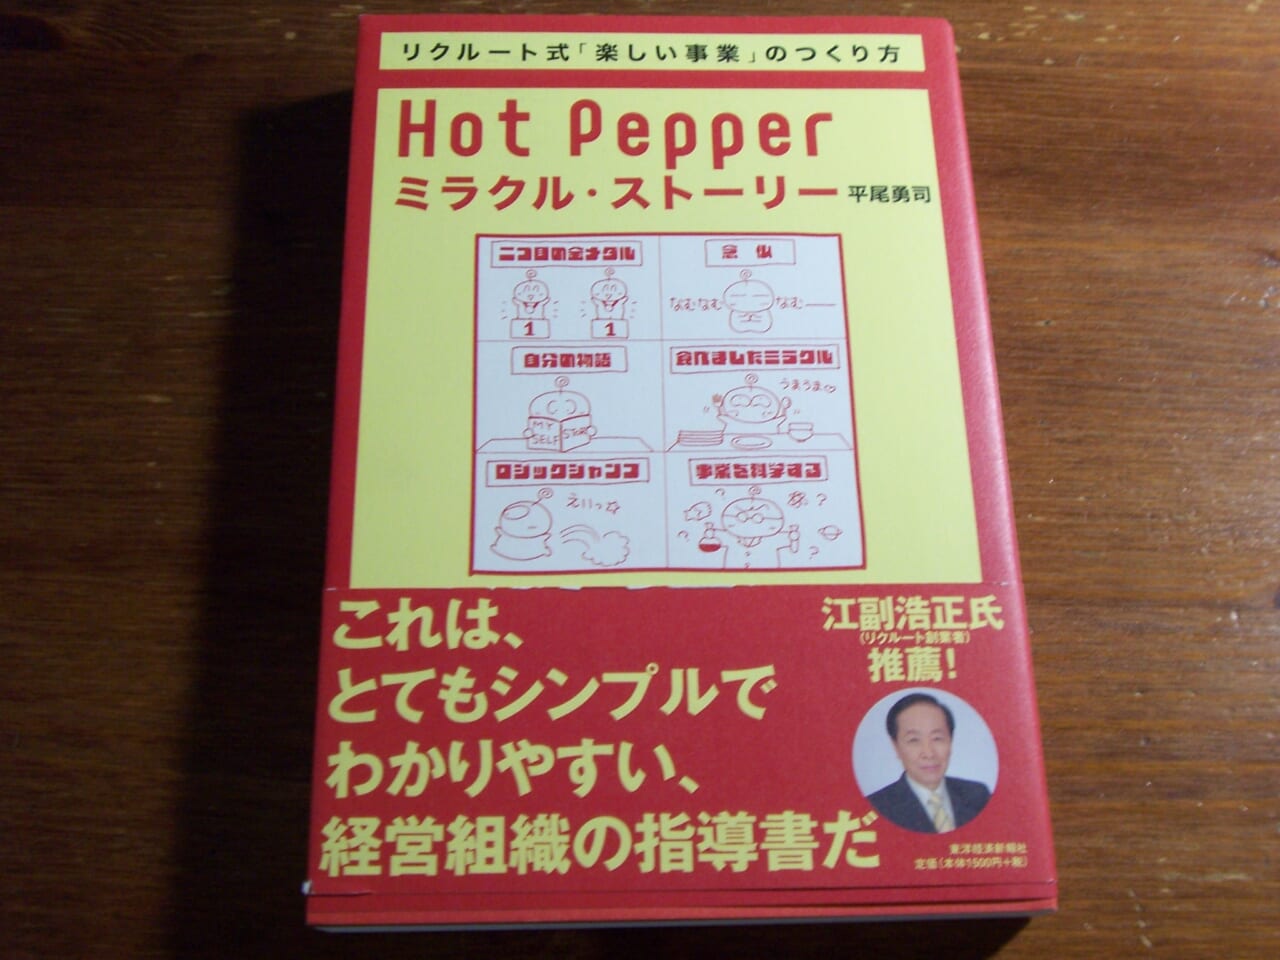 リクルート式「楽しい事業」のつくり方
Hot Pepper
ミラクル・ストーリー
平尾勇司
二つ目の金メダル
1
1
念仏
なむなむ
なむ――
自分の物語
MY
SELF
STORY
食べましたミラクル
うまうま♡
ロジックジャンプ
えいっ☆
事業を科学する
?
?
?
?
?
これは、
とてもシンプルで
わかりやすい、
経営組織の指導書だ
江副浩正氏
(リクルート創業者)
推薦!
東洋経済新報社
定価(本体1500円+税)